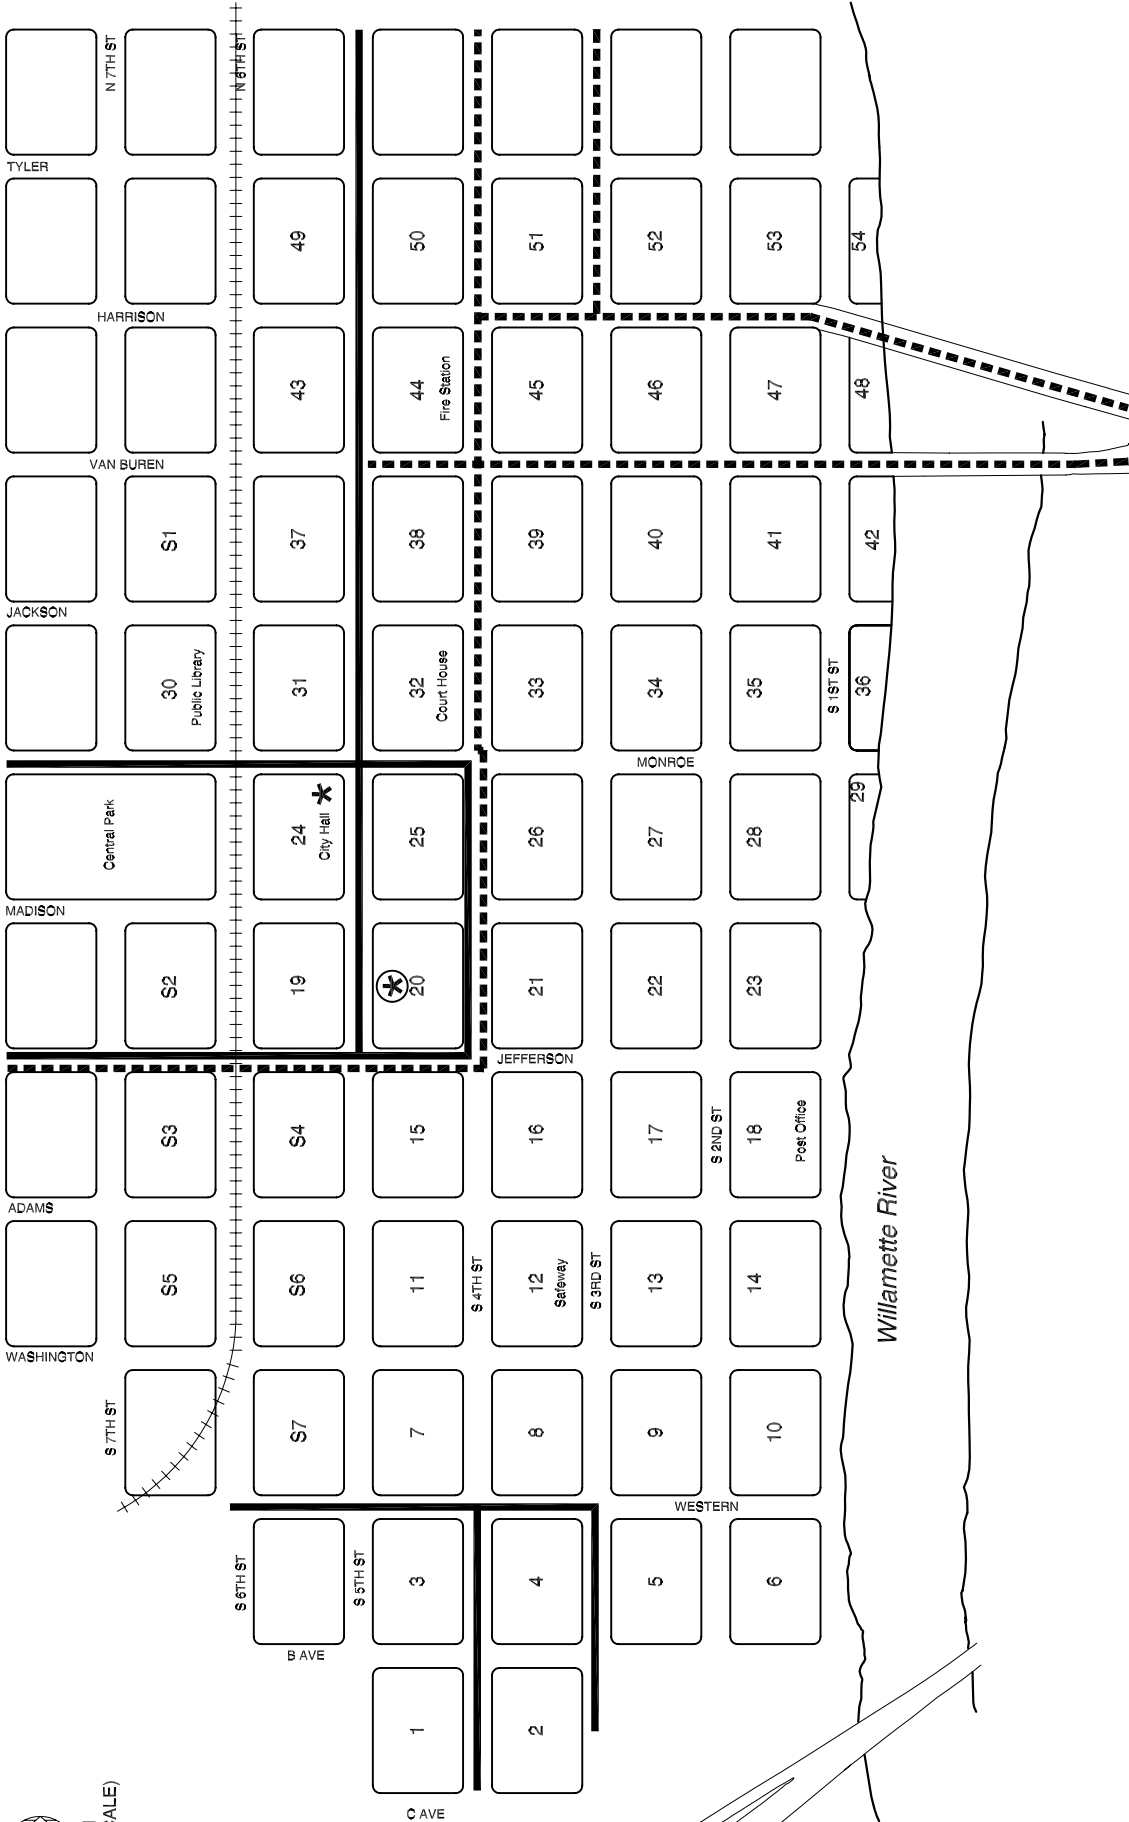 N 7TH ST
N 6TH ST
TYLER
49
50
51
52
53
54
HARRISON
43
44
Fire Station
45
46
47
48
VAN BUREN
S1
37
38
39
40
41
42
JACKSON
30
Public Library
31
32
Court House
33
34
35
S 1ST ST
36
MONROE
Central Park
24
City Hall
25
26
27
28
29
MADISON
S2
19
20
21
22
23
JEFFERSON
S3
S4
15
16
17
S 2ND ST
18
Post Office
ADAMS
Willamette River
S5
S6
11
S 4TH ST
12
Safeway
S 3RD ST
13
14
WASHINGTON
S 7TH ST
S7
7
8
9
10
WESTERN
S 6TH ST
S 5TH ST
3
4
5
6
B AVE
1
2
C AVE